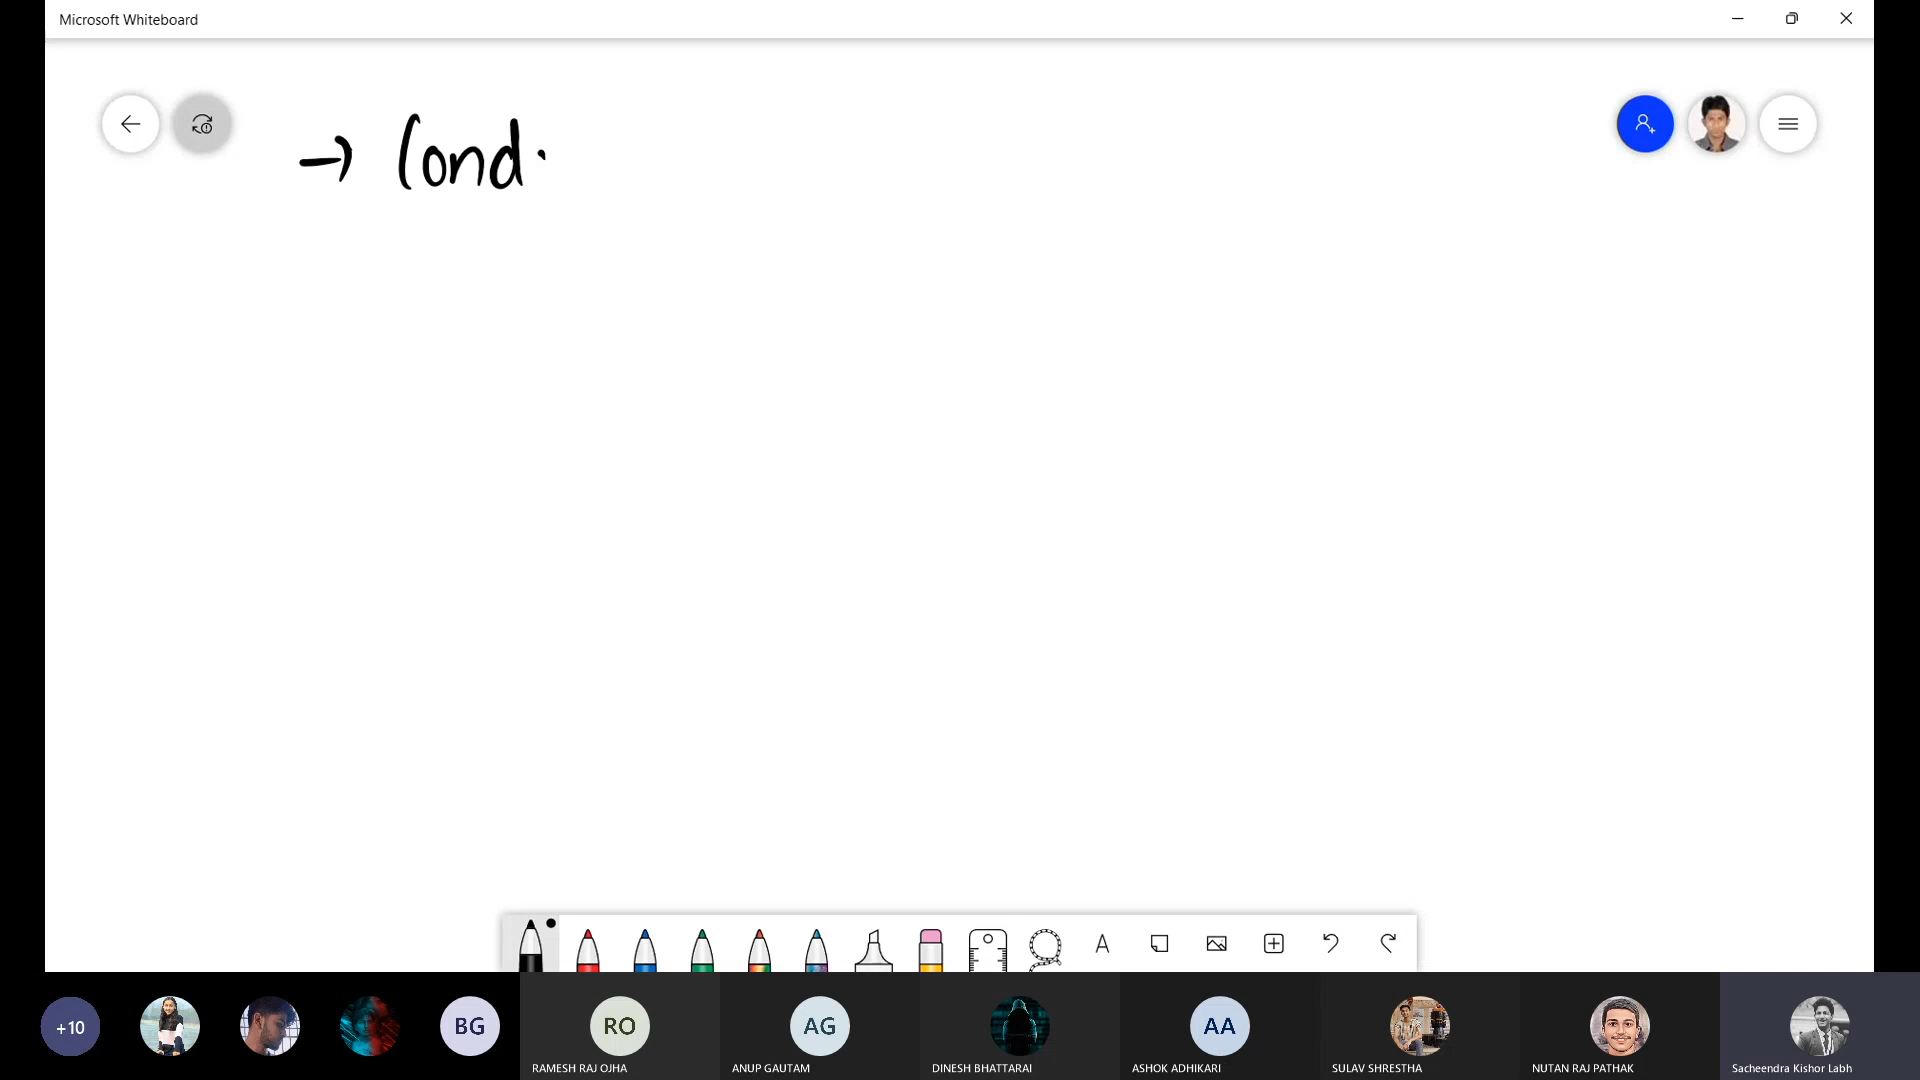 Microsoft Whiteboard
→ Cond.
A
+10
BG
RO
AG
AA
RAMESH RAJ OJHA
ANUP GAUTAM
DINESH BHATTARAI
ASHOK ADHIKARI
SULAV SHRESTHA
NUTAN RAJ PATHAK
Sacheendra Kishor Labh